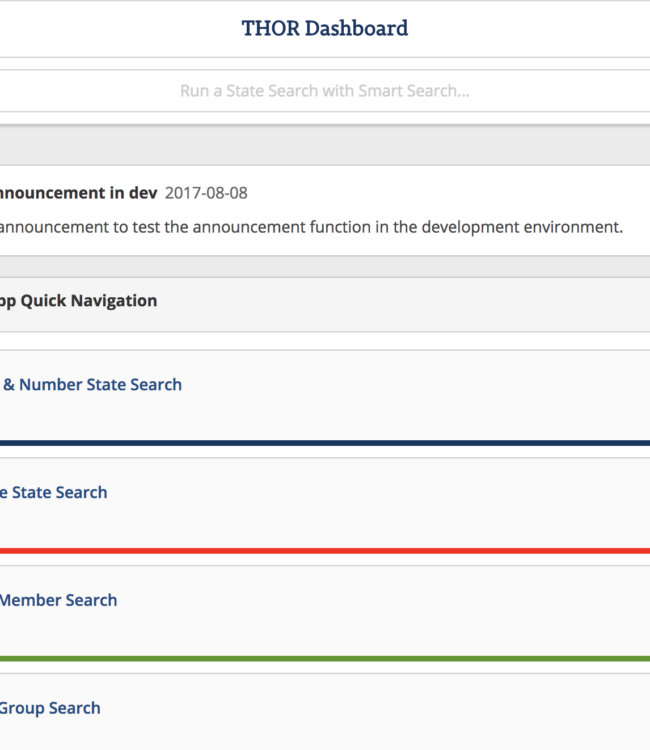 THOR Dashboard
Run a State Search with Smart Search...
nnouncement in dev 2017-08-08
announcement to test the announcement function in the development environment.
pp Quick Navigation
& Number State Search
e State Search
Member Search
Group Search